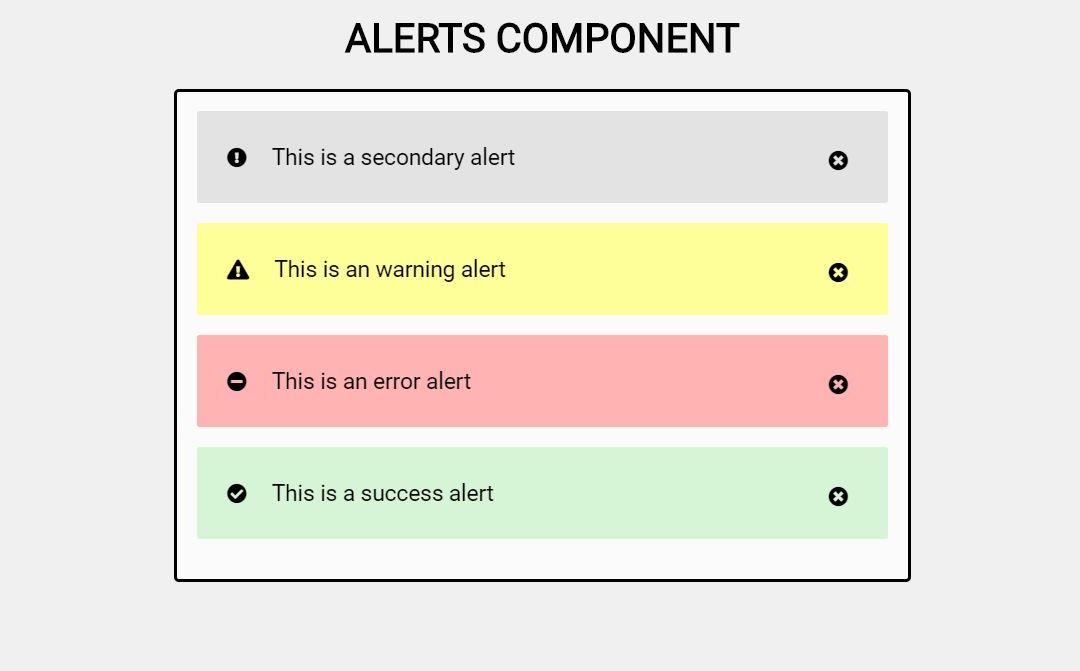 ALERTS COMPONENT
This is a secondary alert
This is an warning alert
This is an error alert
This is a success alert